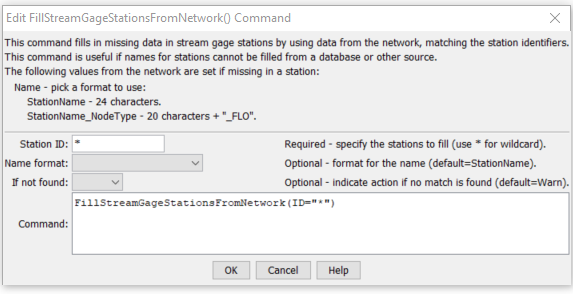 Edit FillStreamGageStationsFromNetwork() Command
This command fills in missing data in stream gage stations by using data from the network, matching the station identifiers.
This command is useful if names for stations cannot be filled from a database or other source.
The following values from the network are set if missing in a station:
Name - pick a format to use:
StationName - 24 characters.
StationName_NodeType - 20 characters + "_FLO".
Station ID: * Required - specify the stations to fill (use * for wildcard).
Name format: Optional - format for the name (default=StationName).
If not found: Optional - indicate action if no match is found (default=Warn).
FillStreamGageStationsFromNetwork(ID="*")
Command:
OK Cancel Help